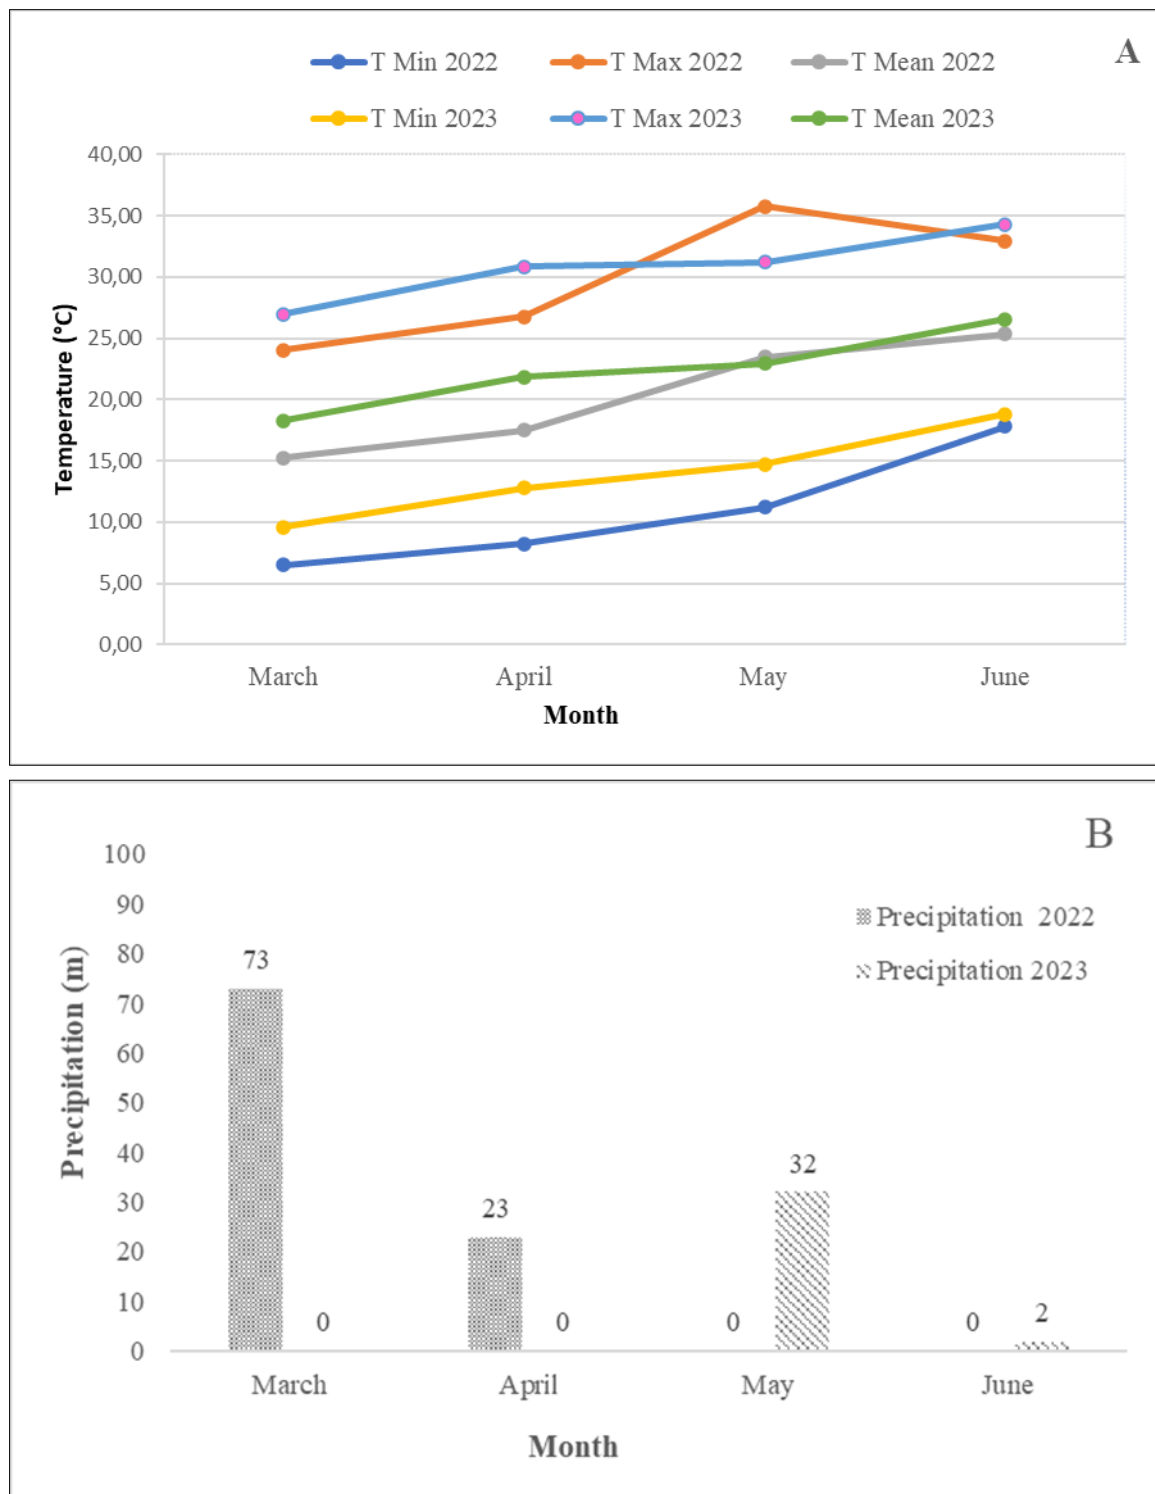 T Min 2022 T Max 2022 T Mean 2022 A
T Min 2023 T Max 2023 T Mean 2023
40,00
35,00
30,00
25,00
20,00
15,00
10,00
5,00
0,00
Temperature (°C)
March April May June
Month
B
100
90
80
70
60
50
40
30
20
10
0
Precipitation (m)
Precipitation 2022
Precipitation 2023
73
0
23
0
0
32
0
2
March April May June
Month